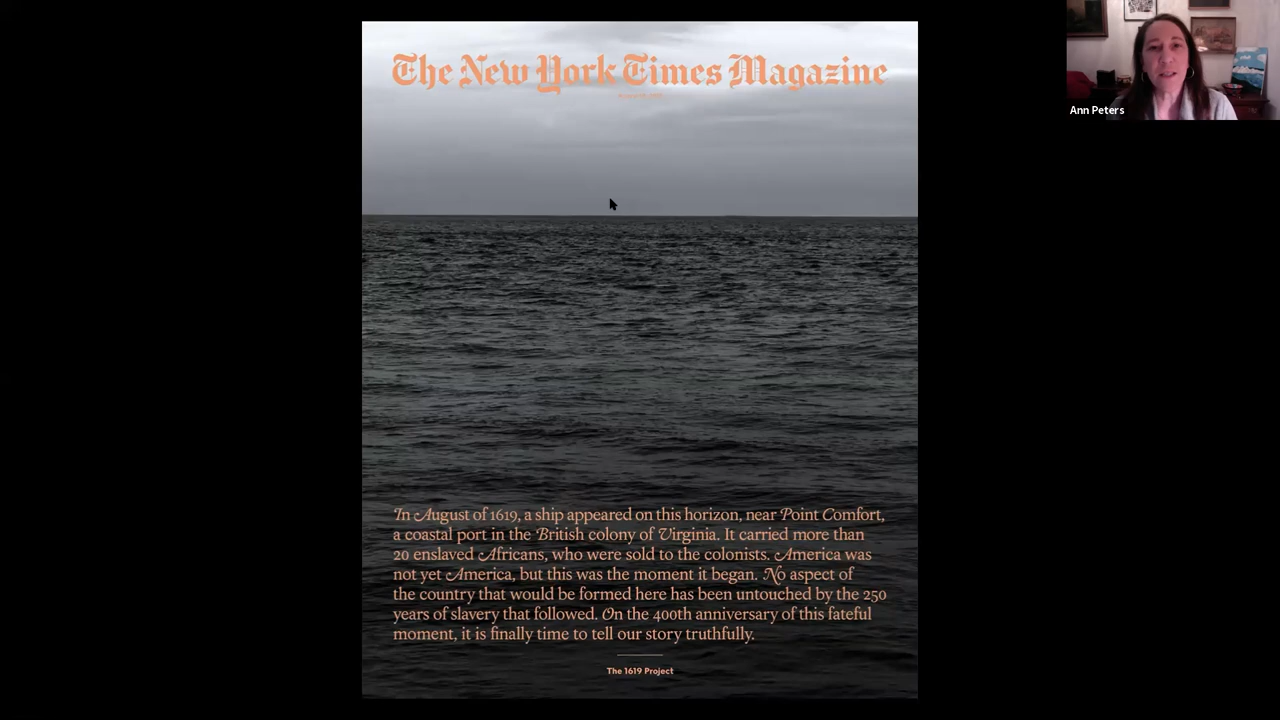 The New York Times Magazine
Ann Peters
In August of 1619, a ship appeared on this horizon, near Point Comfort,
a coastal port in the British colony of Virginia. It carried more than
20 enslaved Africans, who were sold to the colonists. America was
not yet America, but this was the moment it began. No aspect of
the country that would be formed here has been untouched by the 250
years of slavery that followed. On the 400th anniversary of this fateful
moment, it is finally time to tell our story truthfully.
The 1619 Project